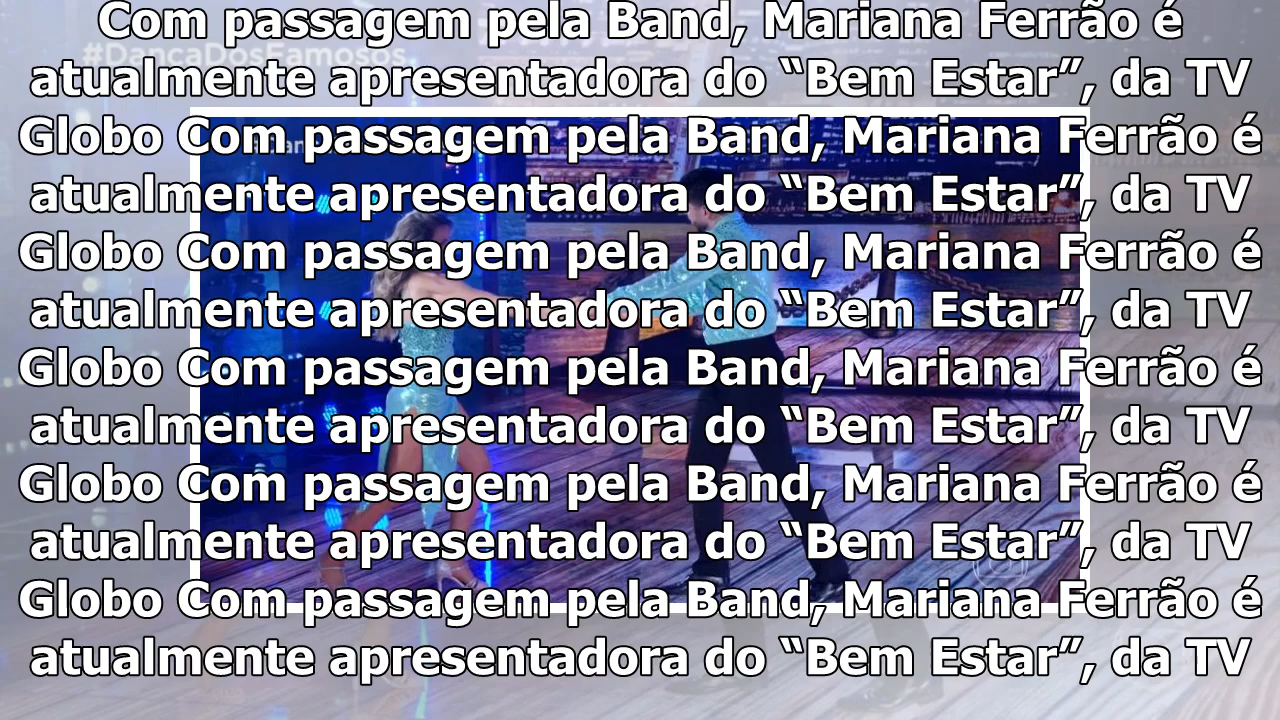 Com passagem pela Band, Mariana Ferrão é
#DançaDosFamosos
atualmente apresentadora do “Bem Estar”, da TV
Globo Com passagem pela Band, Mariana Ferrão é
atualmente apresentadora do “Bem Estar”, da TV
Globo Com passagem pela Band, Mariana Ferrão é
atualmente apresentadora do “Bem Estar”, da TV
Globo Com passagem pela Band, Mariana Ferrão é
atualmente apresentadora do “Bem Estar”, da TV
Globo Com passagem pela Band, Mariana Ferrão é
atualmente apresentadora do “Bem Estar”, da TV
Globo Com passagem pela Band, Mariana Ferrão é
atualmente apresentadora do “Bem Estar”, da TV